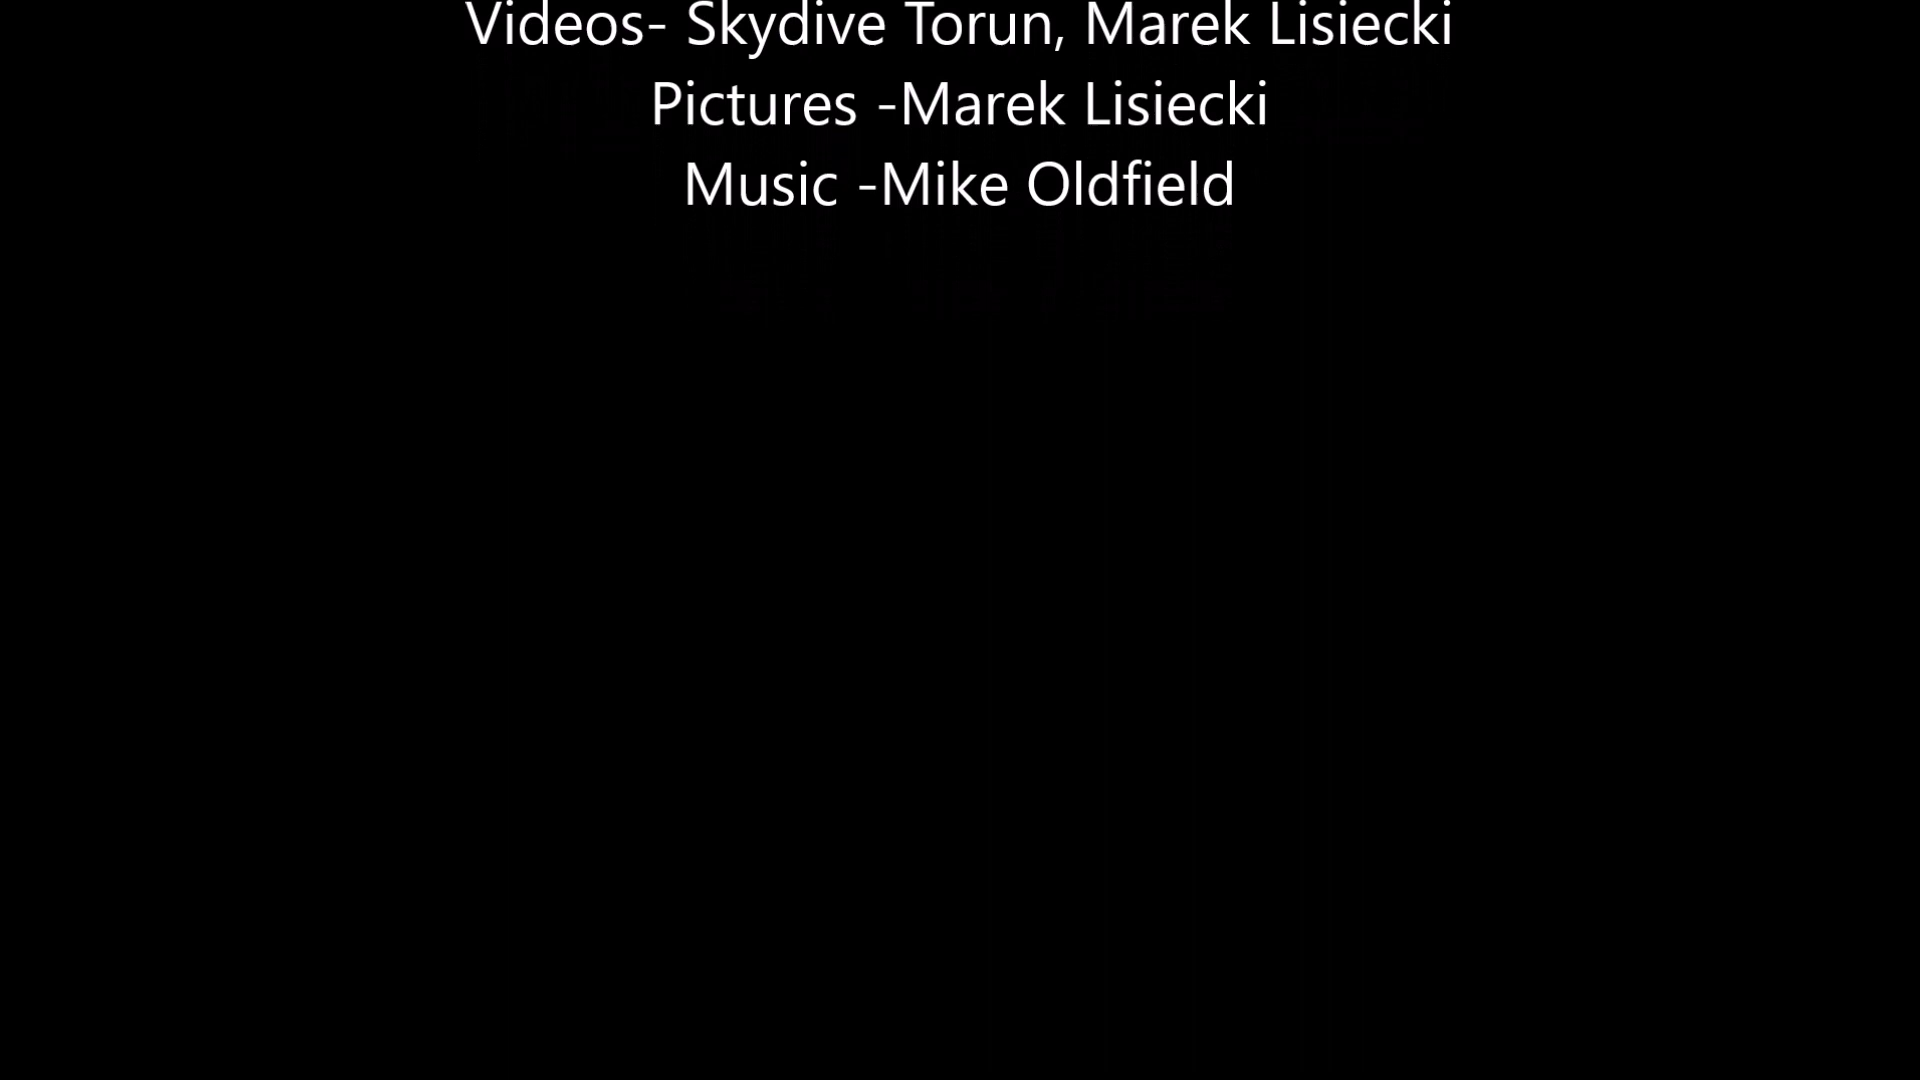 Videos- Skydive Torun, Marek Lisiecki
Pictures -Marek Lisiecki
Music -Mike Oldfield